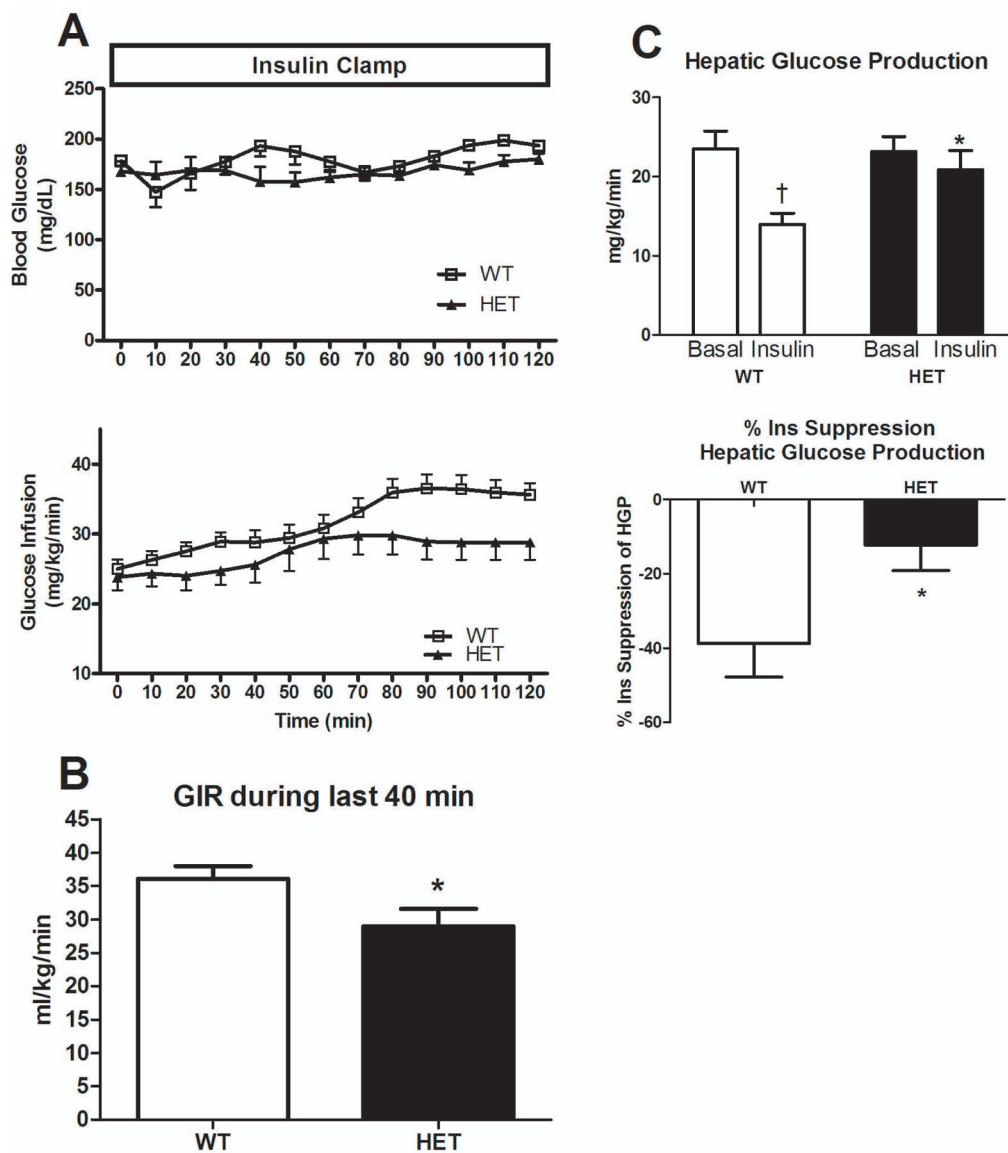 A
Insulin Clamp
Blood Glucose
(mg/dL)
250
200
150
100
50
0
WT
HET
0 10 20 30 40 50 60 70 80 90 100 110 120
Glucose Infusion
(mg/kg/min)
40
30
20
10
WT
HET
0 10 20 30 40 50 60 70 80 90 100 110 120
Time (min)
B
GIR during last 40 min
ml/kg/min
45
40
35
30
25
20
15
10
5
0
*
WT HET
C
Hepatic Glucose Production
mg/kg/min
30
20
10
0
†
*
Basal Insulin Basal Insulin
WT HET
% Ins Suppression
Hepatic Glucose Production
WT HET
% Ins Suppression of HGP
0
-20
-40
-60
*